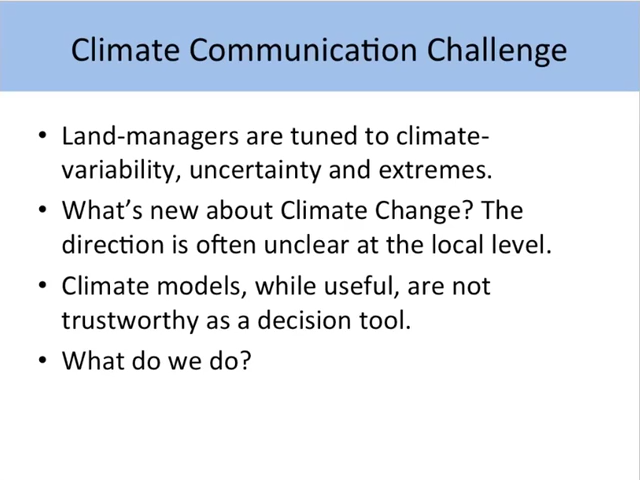 Climate Communication Challenge
• Land-managers are tuned to climate-
variability, uncertainty and extremes.
• What's new about Climate Change? The
direction is often unclear at the local level.
• Climate models, while useful, are not
trustworthy as a decision tool.
• What do we do?